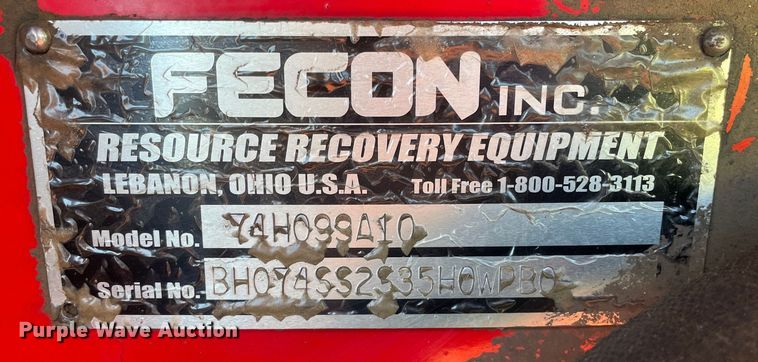 FECON INC.
RESOURCE RECOVERY EQUIPMENT
LEBANON, OHIO U.S.A. Toll Free 1-800-528-3113
Model No. 74H099A10
Serial No.
Purple Wave Auction